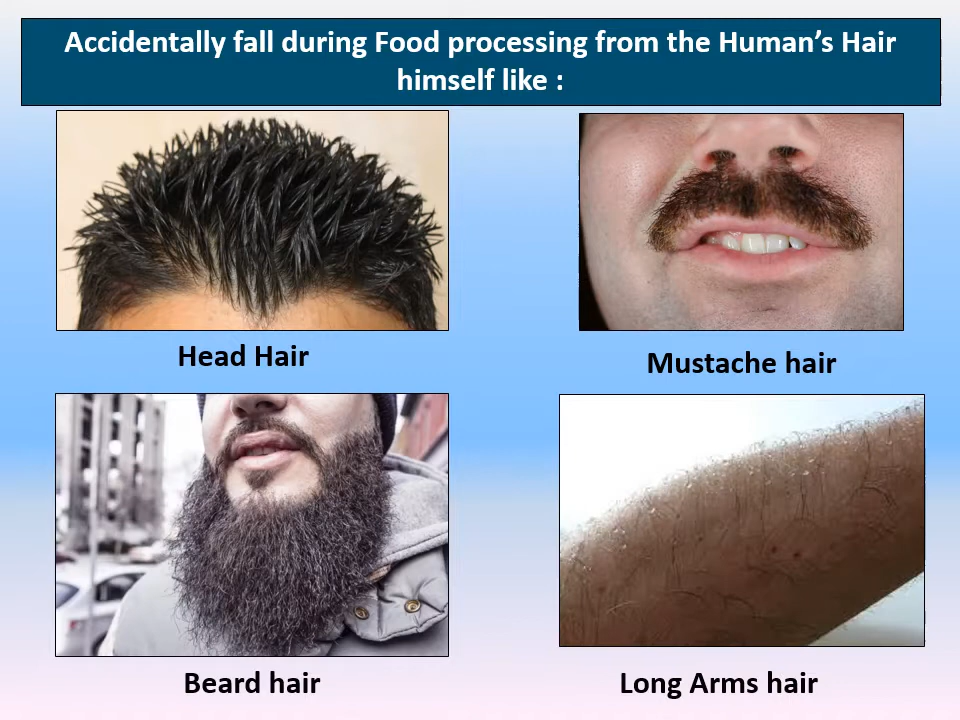 Accidentally fall during Food processing from the Human’s Hair
himself like :
Head Hair
Mustache hair
Beard hair
Long Arms hair